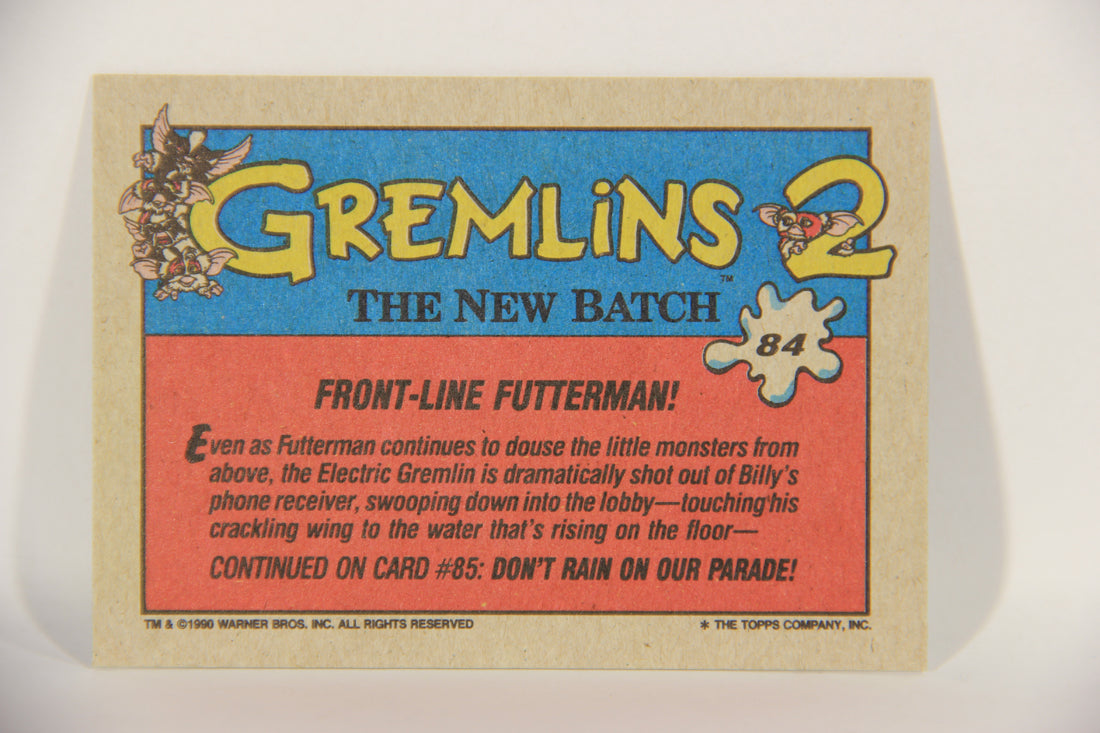 GREMLiNS 2
™
THE NEW BATCH
84
FRONT-LINE FUTTERMAN!
Even as Futterman continues to douse the little monsters from
above, the Electric Gremlin is dramatically shot out of Billy's
phone receiver, swooping down into the lobby—touching his
crackling wing to the water that's rising on the floor—
CONTINUED ON CARD #85: DON'T RAIN ON OUR PARADE!
TM & ©1990 WARNER BROS. INC. ALL RIGHTS RESERVED
* THE TOPPS COMPANY, INC.